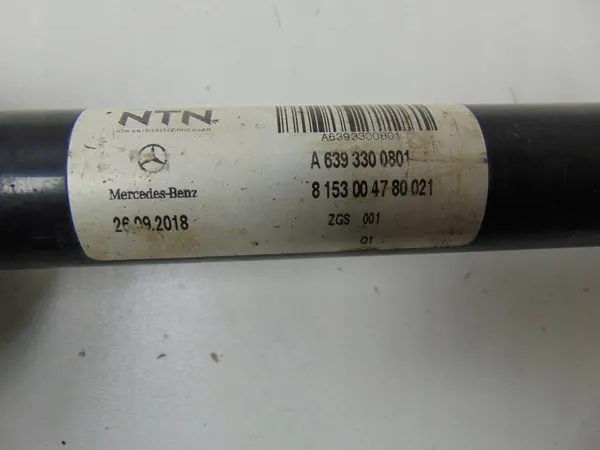 NTN
A6393300801
A 639 330 0801
8 153 00 47 80 021
Mercedes-Benz
26.09.2018
ZGS 001
01